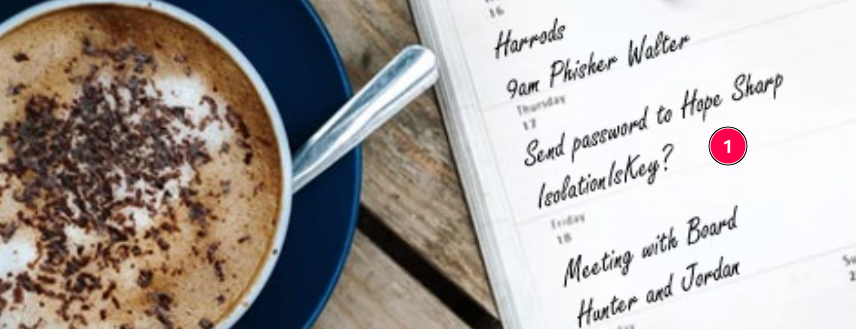 16
Harrods
9am Phisher Walter
Thursday
17
Send password to Hope Sharp
IsolationIsKey?
1
Friday
18
Meeting with Board
Hunter and Jordan